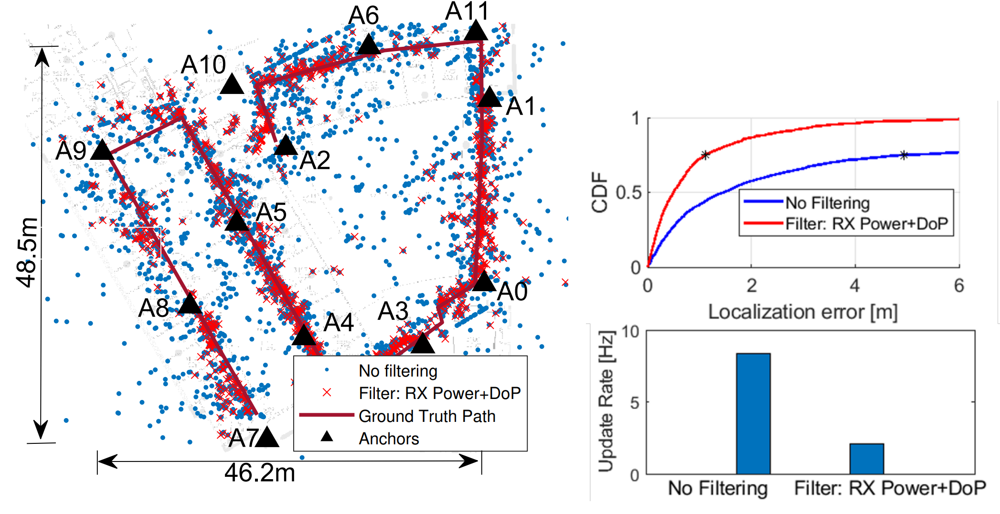 A6
A11
A10
A1
A9
A2
A5
A8
A4
A3
A0
A7
48.5m
46.2m
No filtering
Filter: RX Power+DoP
Ground Truth Path
Anchors
CDF
1
0.5
0
0 2 4 6
Localization error [m]
No Filtering
Filter: RX Power+DoP
Update Rate [Hz]
10
5
0
No Filtering Filter: RX Power+DoP